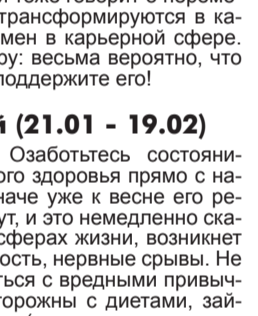 трансформируются в ка-
мен в карьерной сфере.
ру: весьма вероятно, что
поддержите его!
й (21.01 - 19.02)
Озаботьтесь состояни-
ого здоровья прямо с на-
наче уже к весне его ре-
ут, и это немедленно ска-
сферах жизни, возникнет
ость, нервные срывы. Не
ться с вредными привыч-
торожны с диетами, зай-